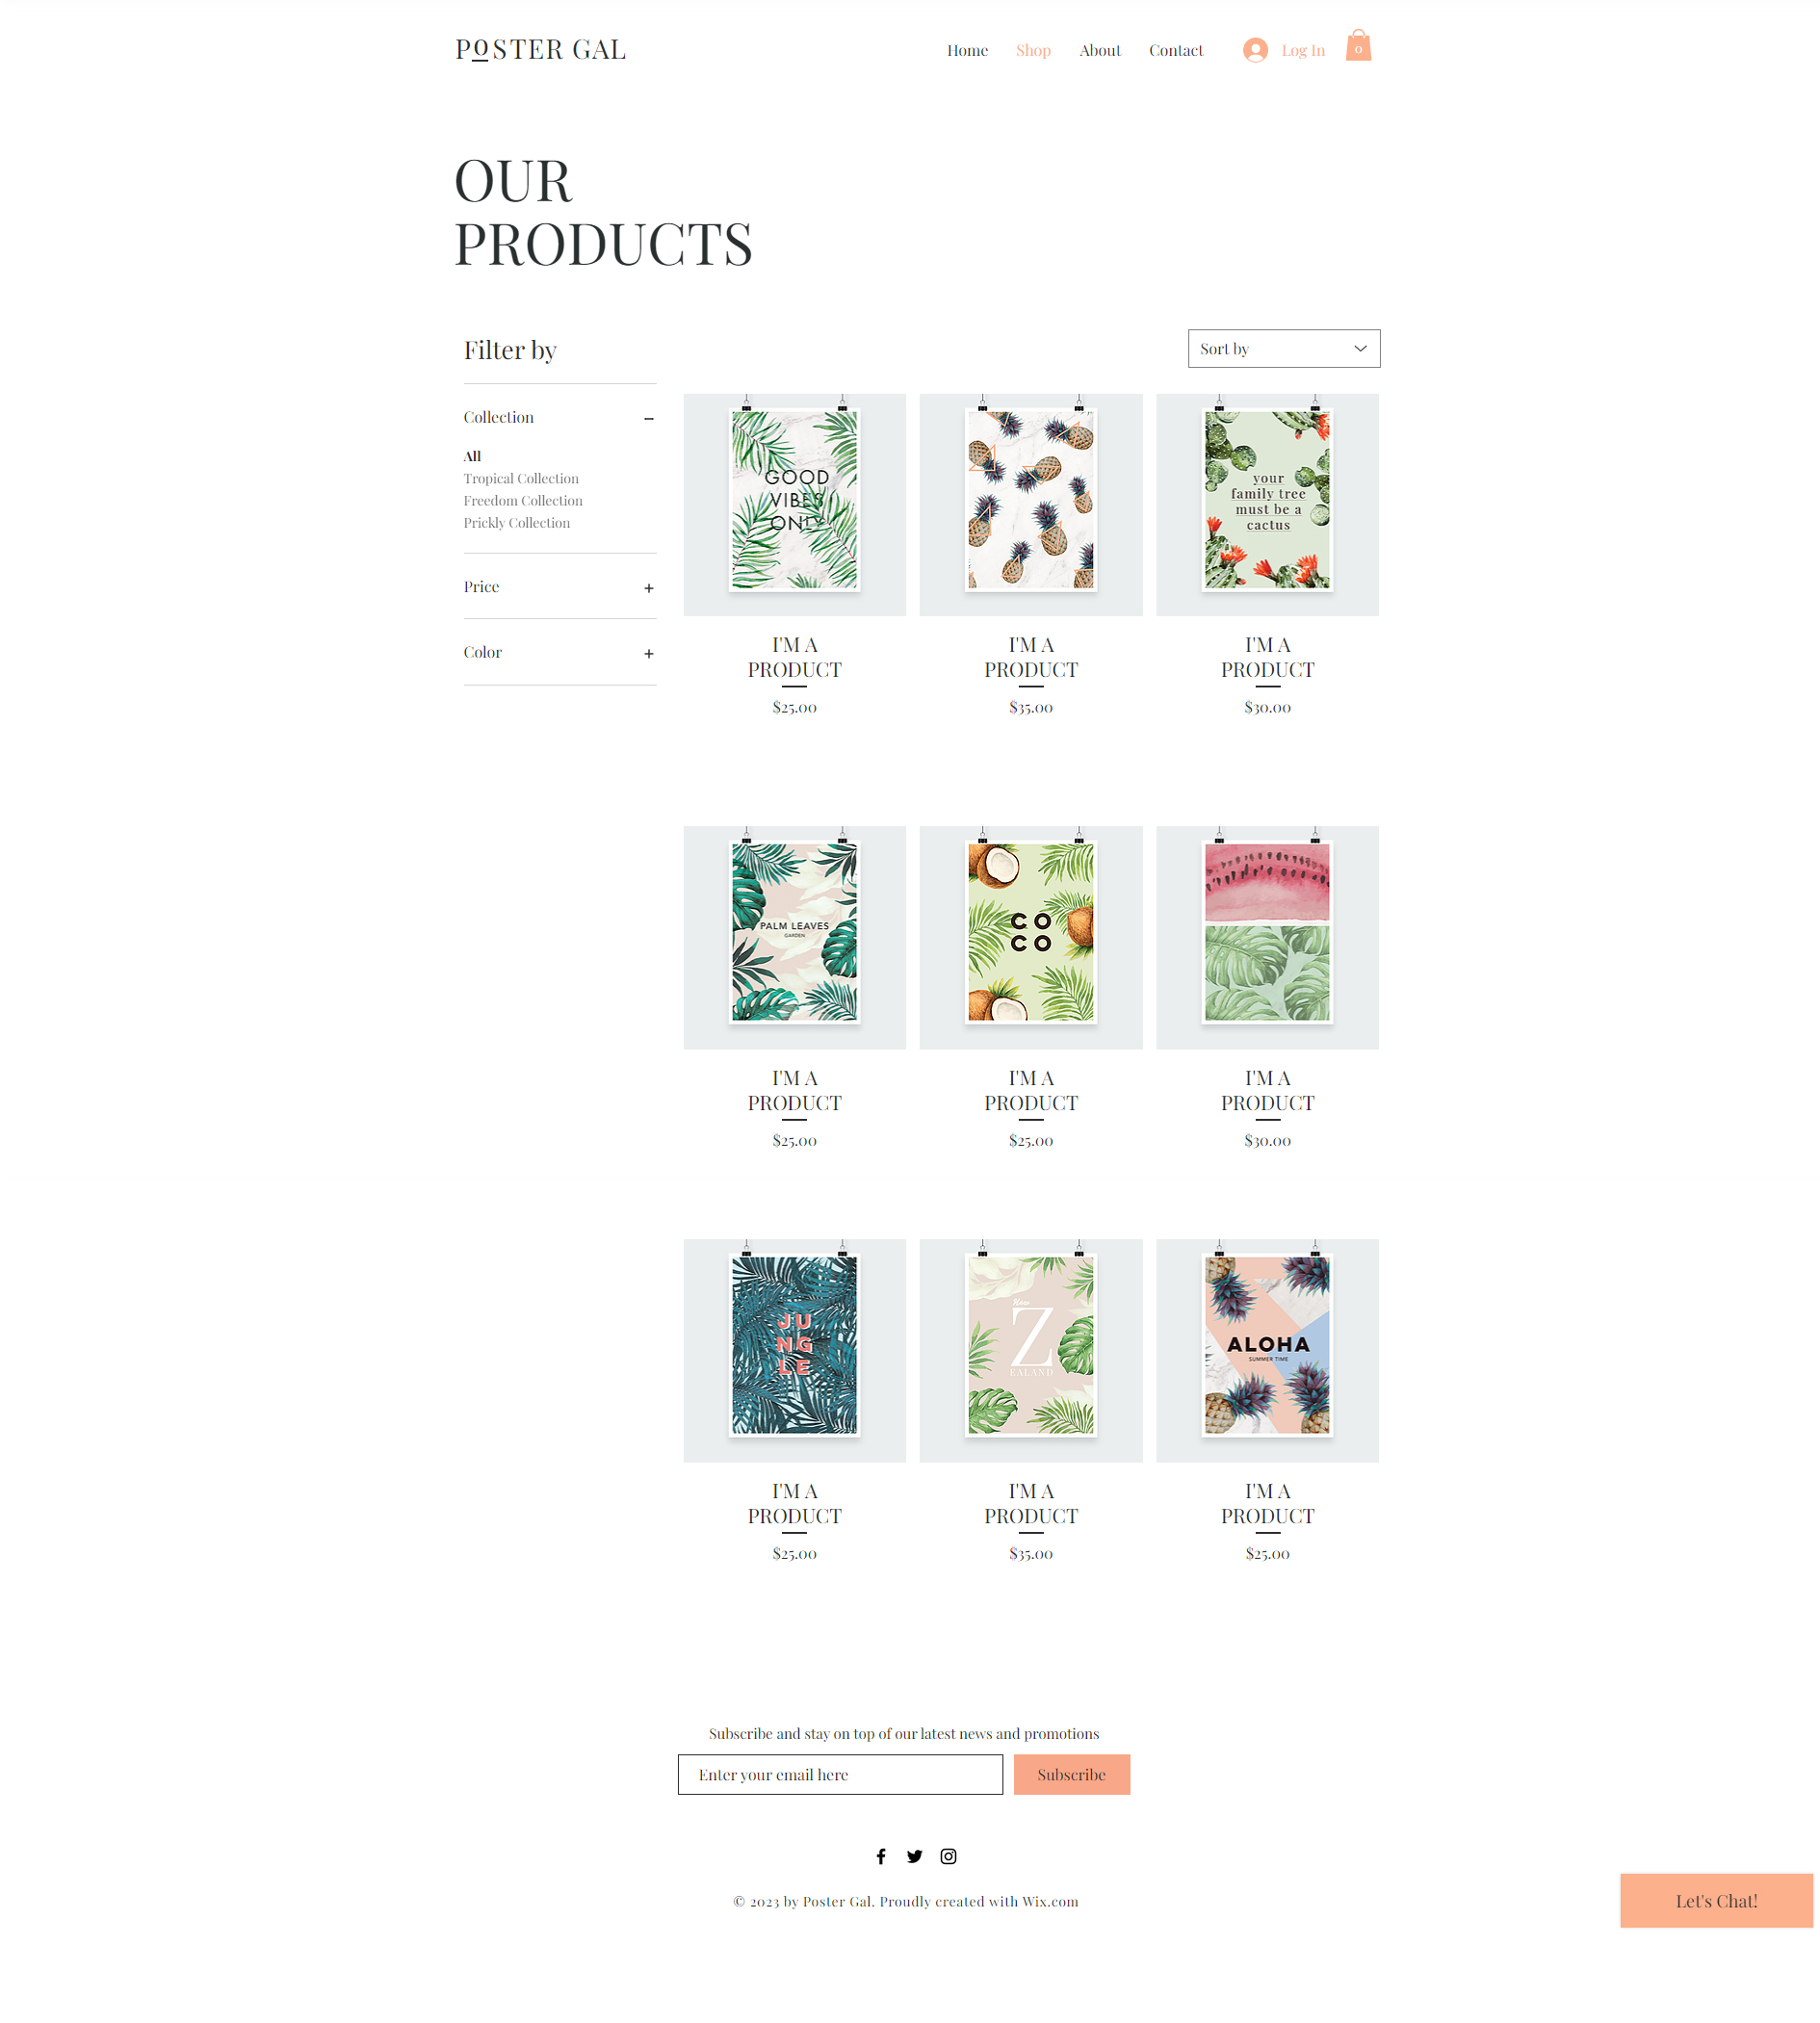 POSTER GAL
Home Shop About Contact Log In 0
OUR
PRODUCTS
Filter by
Sort by
Collection
All
Tropical Collection
Freedom Collection
Prickly Collection
Price
Color
GOOD
VIBES
ONLY
your
family tree
must be a
cactus
I'M A
PRODUCT
$25.00
I'M A
PRODUCT
$35.00
I'M A
PRODUCT
$30.00
PALM LEAVES
GARDEN
CO
CO
I'M A
PRODUCT
$25.00
I'M A
PRODUCT
$25.00
I'M A
PRODUCT
$30.00
JU
NG
LE
New
Z
EALAND
ALOHA
SUMMER TIME
I'M A
PRODUCT
$25.00
I'M A
PRODUCT
$35.00
I'M A
PRODUCT
$25.00
Subscribe and stay on top of our latest news and promotions
Enter your email here
Subscribe
© 2023 by Poster Gal. Proudly created with Wix.com
Let's Chat!